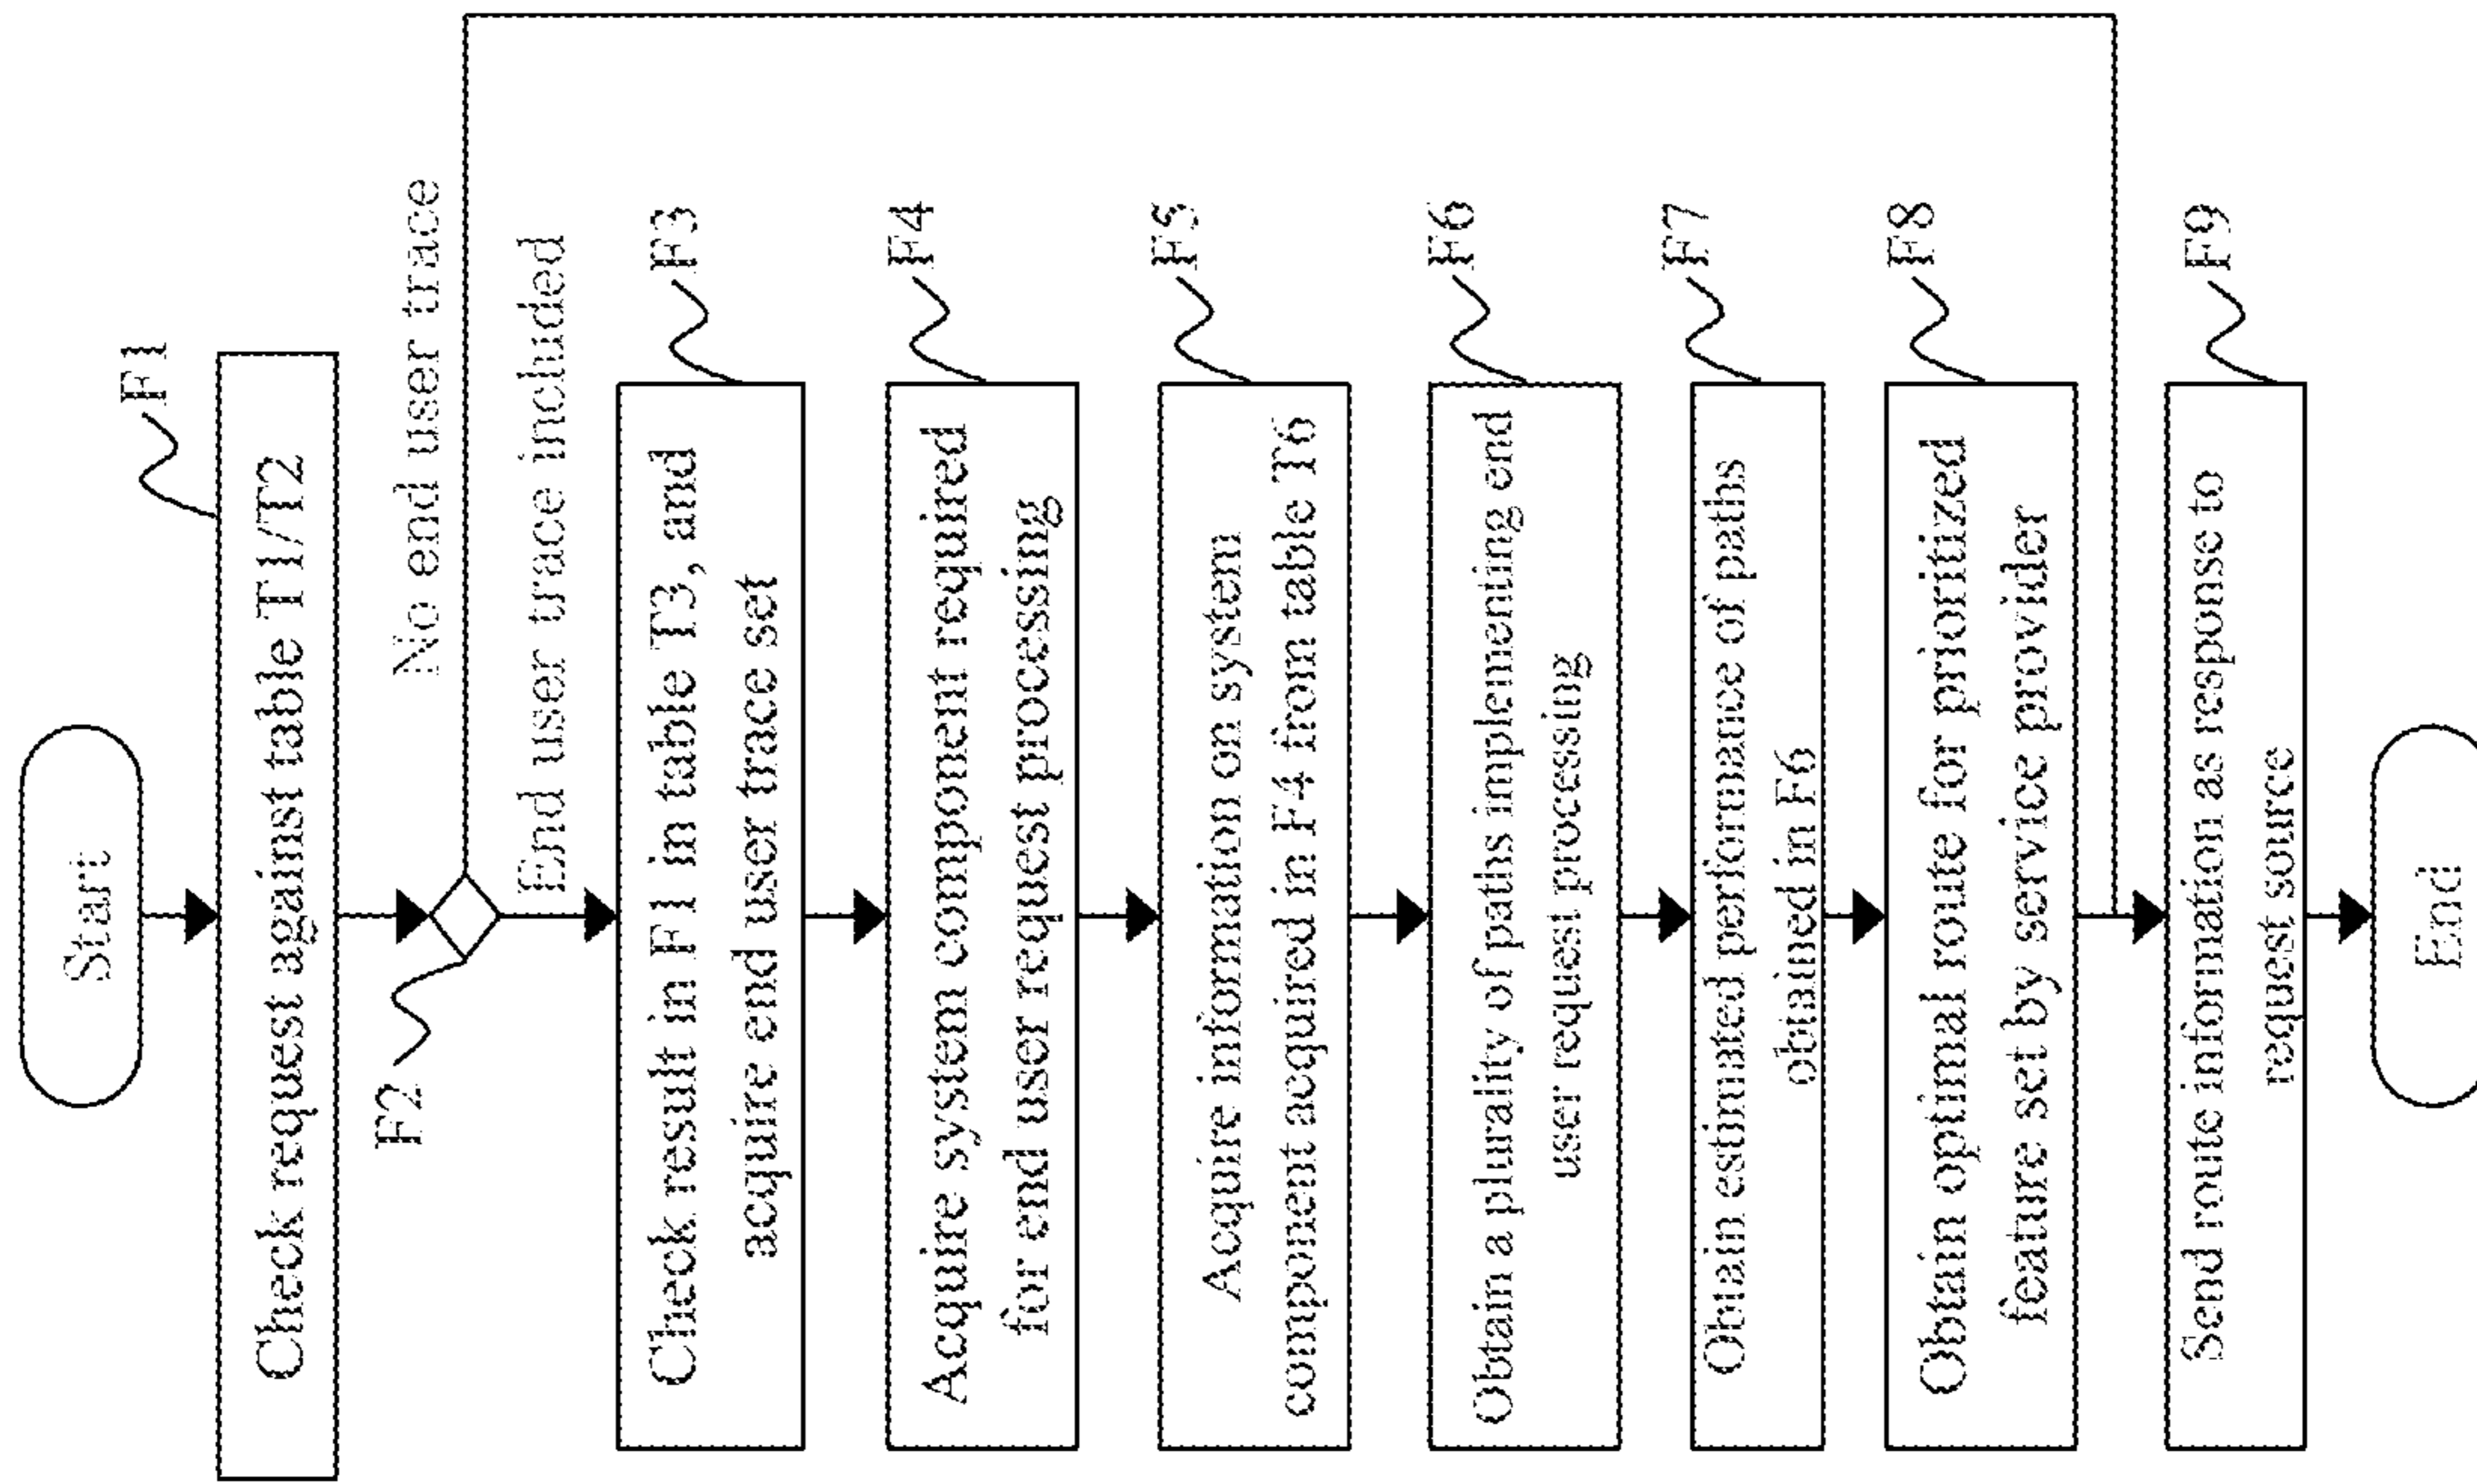 Start
F1
Check request against table T1/T2
F2
No end user trace
End user trace included
F3
Check result in F1 in table T3, and
acquire end user trace set
F4
Acquire system component required
for end user request processing
F5
Acquire information on system
component acquired in F4 from table T6
F6
Obtain a plurality of paths implementing end
user request processing
F7
Obtain estimated performance of paths
obtained in F6
F8
Obtain optimal route for prioritized
feature set by service provider
F9
Send route information as response to
request source
End